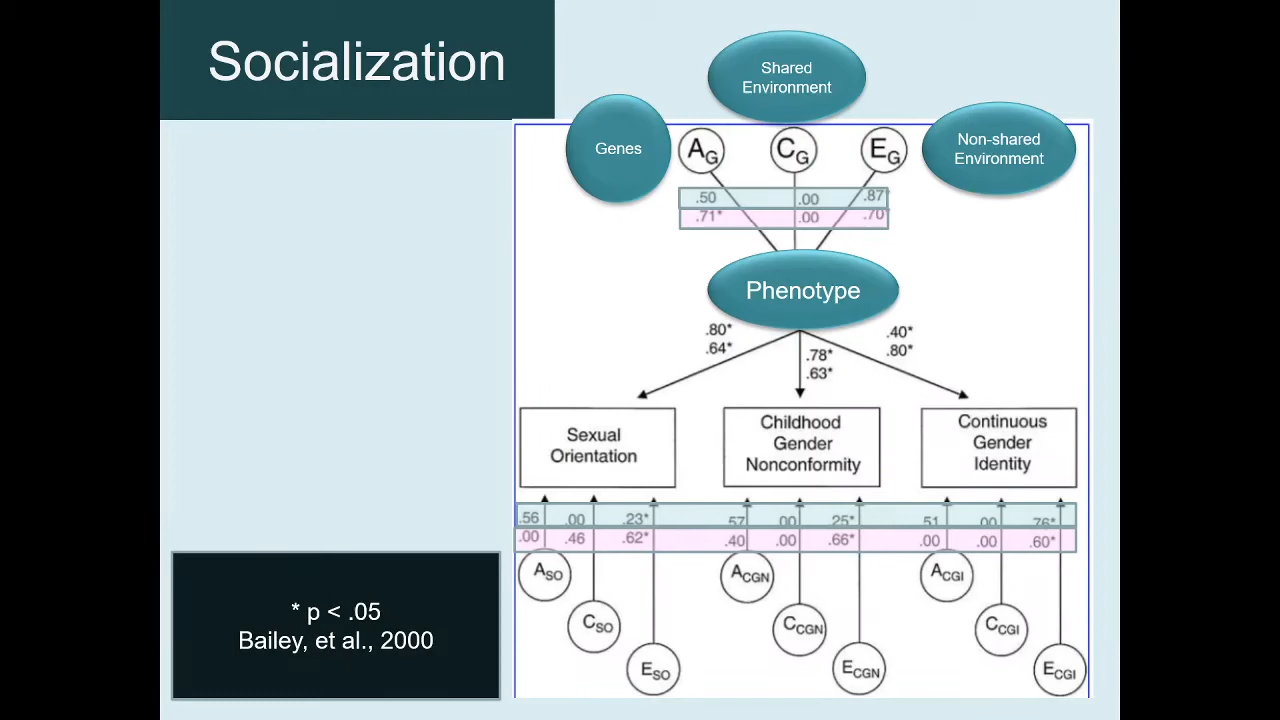 Socialization
Shared
Environment
Genes
Non-shared
Environment
AG
CG
EG
.50
.00
.87*
.71*
.00
.70
Phenotype
.80*
.64*
.78*
.63*
.40*
.80*
Sexual
Orientation
Childhood
Gender
Nonconformity
Continuous
Gender
Identity
.56
.00
.23*
.57
.00
.25*
.51
.00
.76*
.00
.46
.62*
.40
.00
.66*
.00
.00
.60*
ASO
ACGN
ACGI
CSO
CCGN
CCGI
ESO
ECGN
ECGI
* p < .05
Bailey, et al., 2000